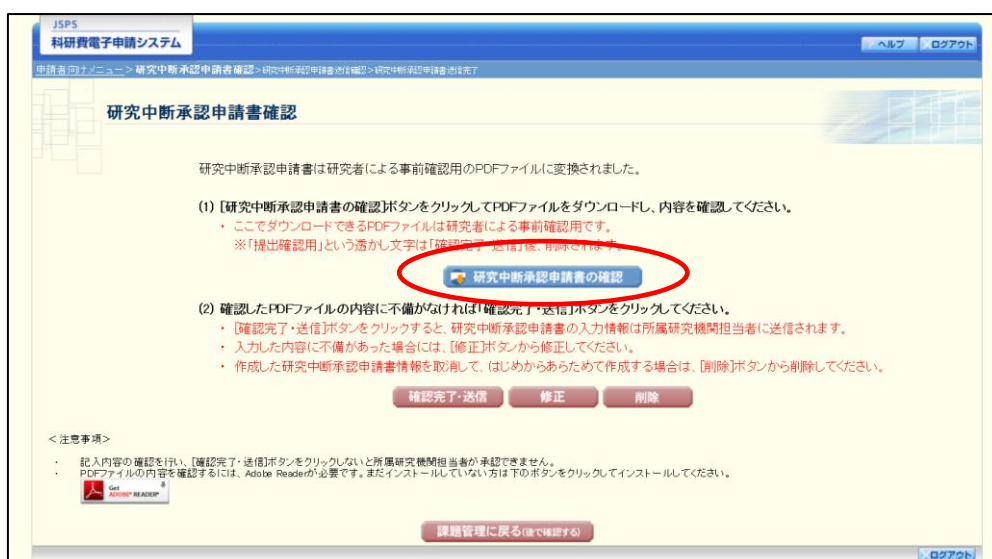 JSPS
科研費電子申請システム
ヘルプ
ログアウト
申請者向けメニュー>研究中断承認申請書確認>研究中断承認申請書送信確認>研究中断承認申請書送信完了
研究中断承認申請書確認
研究中断承認申請書は研究者による事前確認用のPDFファイルに変換されました。
(1) [研究中断承認申請書の確認]ボタンをクリックしてPDFファイルをダウンロードし、内容を確認してください。
・ ここでダウンロードできるPDFファイルは研究者による事前確認用です。
※「提出確認用」という透かし文字は「確認完了・送信」後、削除されます。
研究中断承認申請書の確認
(2) 確認したPDFファイルの内容に不備がなければ「確認完了・送信]ボタンをクリックしてください。
・ [確認完了・送信]ボタンをクリックすると、研究中断承認申請書の入力情報は所属研究機関担当者に送信されます。
・ 入力した内容に不備があった場合には、[修正]ボタンから修正してください。
・ 作成した研究中断承認申請書情報を取消して、はじめからあらためて作成する場合は、[削除]ボタンから削除してください。
確認完了・送信
修正
削除
<注意事項>
・ 記入内容の確認を行い、[確認完了・送信]ボタンをクリックしないと所属研究機関担当者が承認できません。
・ PDFファイルの内容を確認するには、Adobe Readerが必要です。まだインストールしていない方は下のボタンをクリックしてインストールしてください。
Get
ADOBE® READER®
課題管理に戻る(後で確認する)
ログアウト